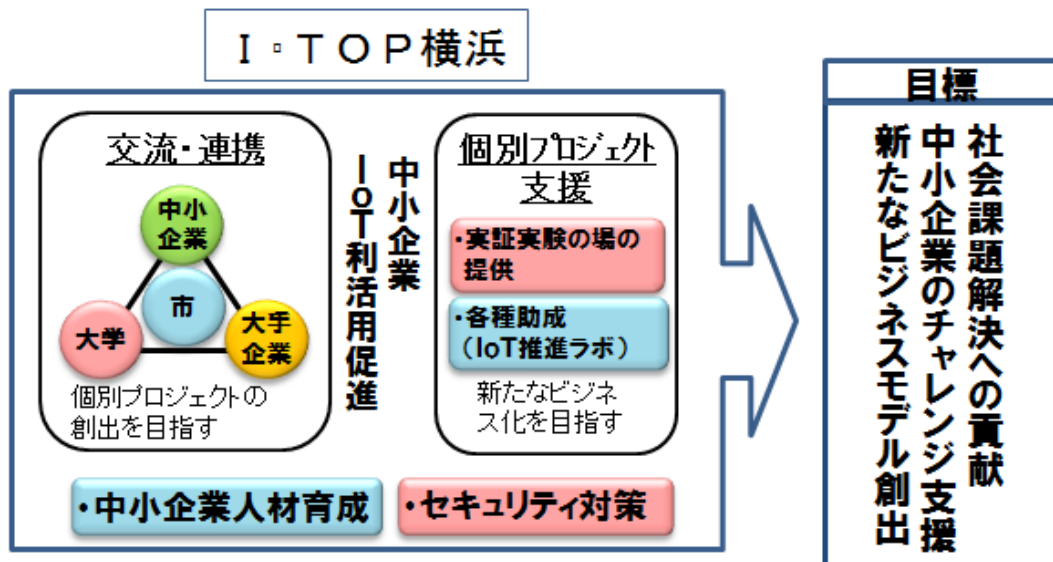 Ｉ・ＴＯＰ横浜
交流・連携
中小
企業
市
大学
大手
企業
個別プロジェクトの
創出を目指す
中小企業
ＩoＴ利活用促進
個別プロジェクト
支援
・実証実験の場の
提供
・各種助成
（IoT推進ラボ）
新たなビジネ
ス化を目指す
・中小企業人材育成
・セキュリティ対策
目標
社会課題解決への貢献
中小企業のチャレンジ支援
新たなビジネスモデル創出